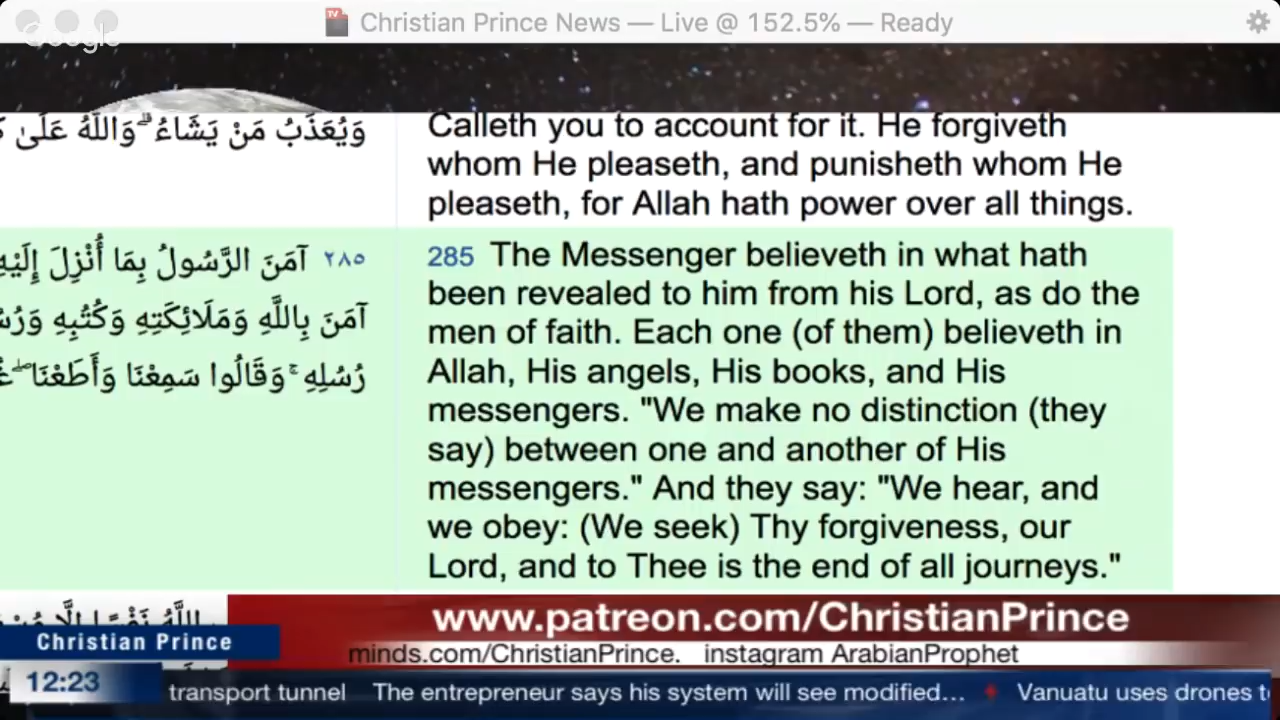 Christian Prince News — Live @ 152.5% — Ready
Google
وَيُعَذِّبُ مَنْ يَشَاءُ ۗ وَاللَّهُ عَلَىٰ
Calleth you to account for it. He forgiveth
whom He pleaseth, and punisheth whom He
pleaseth, for Allah hath power over all things.
٢٨٥ آمَنَ الرَّسُولُ بِمَا أُنْزِلَ إِلَيْهِ
آمَنَ بِاللَّهِ وَمَلَائِكَتِهِ وَكُتُبِهِ
رُسُلِهِ ۚ وَقَالُوا سَمِعْنَا وَأَطَعْنَا ۖ
285 The Messenger believeth in what hath
been revealed to him from his Lord, as do the
men of faith. Each one (of them) believeth in
Allah, His angels, His books, and His
messengers. "We make no distinction (they
say) between one and another of His
messengers." And they say: "We hear, and
we obey: (We seek) Thy forgiveness, our
Lord, and to Thee is the end of all journeys."
www.patreon.com/ChristianPrince
Christian Prince
minds.com/ChristianPrince. instagram ArabianProphet
12:23
transport tunnel The entrepreneur says his system will see modified... Vanuatu uses drones